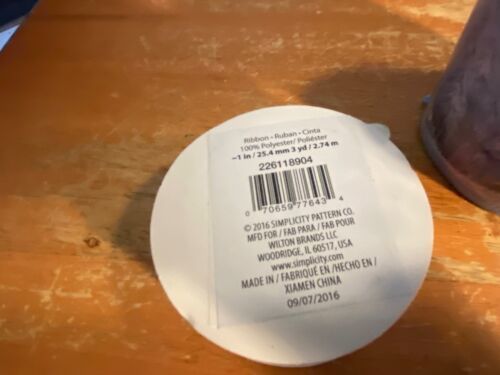 Ribbon • Ruban • Cinta
100% Polyester/ Poliéster
~1 in / 25.4 mm 3 yd / 2.74 m
226118904
0 70659 77643 4
© 2016 SIMPLICITY PATTERN CO.
MFD FOR / FAB PARA / FAB POUR
WILTON BRANDS LLC
WOODRIDGE, IL 60517, USA
www.simplicity.com
MADE IN / FABRIQUÉ EN /HECHO EN /
XIAMEN CHINA
09/07/2016